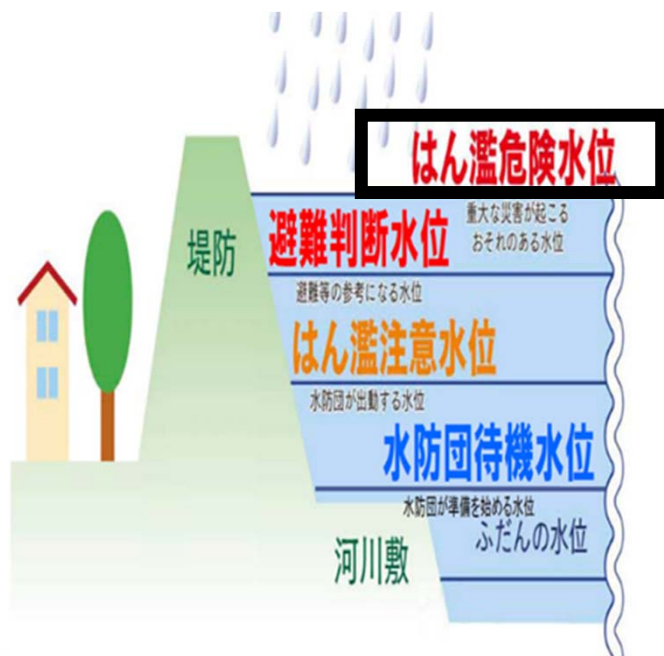 はん濫危険水位
重大な災害が起こる
おそれのある水位
堤防
避難判断水位
避難等の参考になる水位
はん濫注意水位
水防団が出動する水位
水防団待機水位
水防団が準備を始める水位
ふだんの水位
河川敷